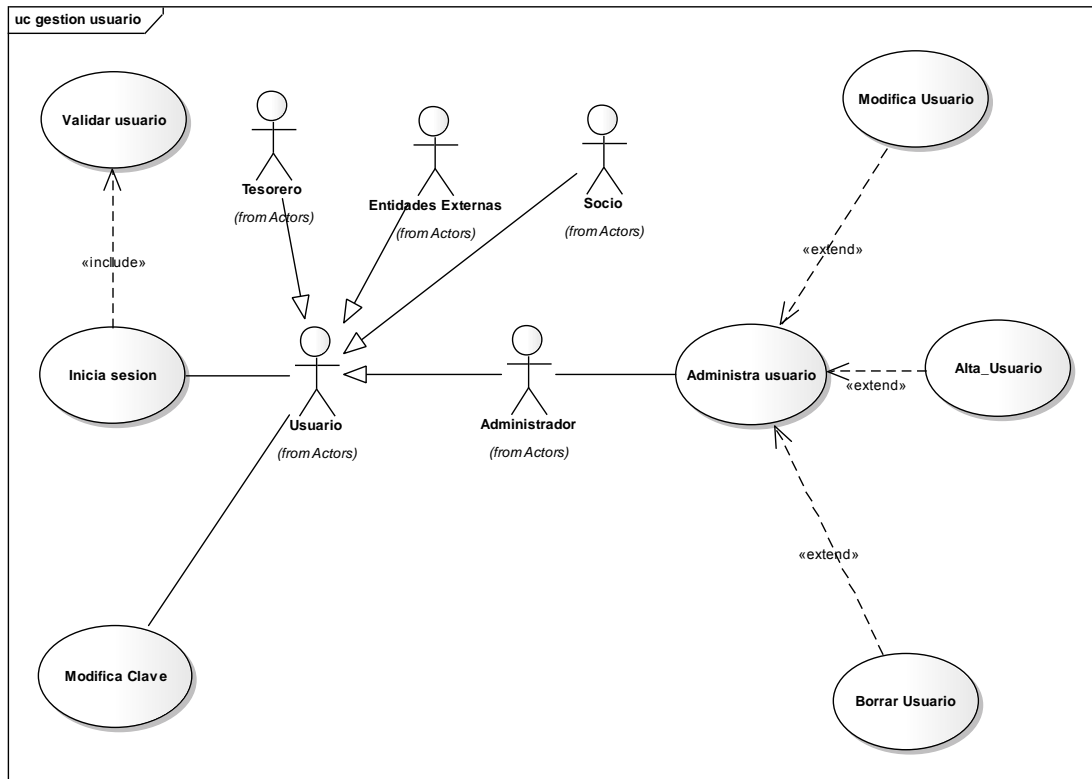 uc gestion usuario
Validar usuario
Modifica Usuario
Tesorero
(from Actors)
Entidades Externas
(from Actors)
Socio
(from Actors)
«include»
«extend»
Inicia sesion
Usuario
(from Actors)
Administrador
(from Actors)
Administra usuario
Alta_Usuario
«extend»
«extend»
Modifica Clave
Borrar Usuario